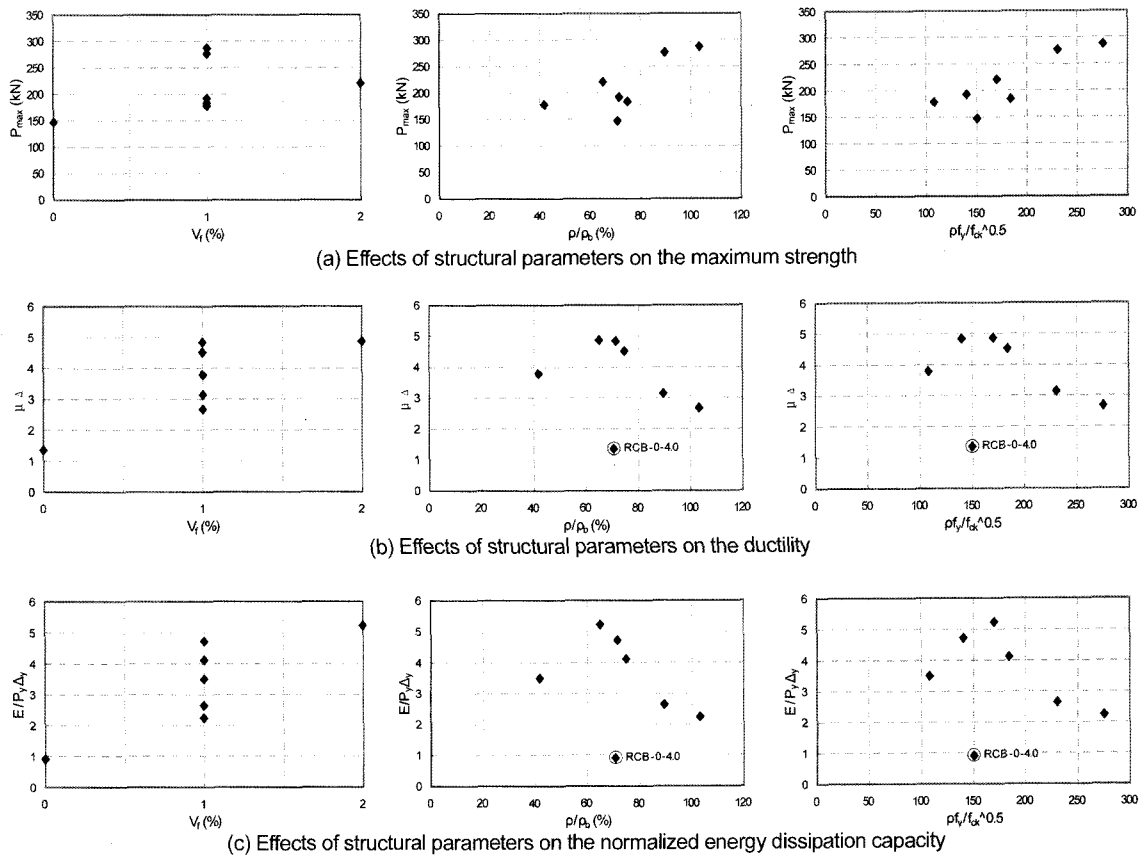 350
300
250
200
150
100
50
0
P_max (kN)
0 1 2
V_f (%)
350
300
250
200
150
100
50
0
P_max (kN)
0 20 40 60 80 100 120
ρ/ρ_b (%)
350
300
250
200
150
100
50
0
P_max (kN)
0 50 100 150 200 250 300
ρf_y/f_ck^0.5
(a) Effects of structural parameters on the maximum strength
6
5
4
3
2
1
0
μ_Δ
0 1 2
V_f (%)
6
5
4
3
2
1
0
μ_Δ
RCB-0-4.0
0 20 40 60 80 100 120
ρ/ρ_b (%)
6
5
4
3
2
1
0
μ_Δ
RCB-0-4.0
0 50 100 150 200 250 300
ρf_y/f_ck^0.5
(b) Effects of structural parameters on the ductility
6
5
4
3
2
1
0
E/P_yΔ_y
0 1 2
V_f (%)
6
5
4
3
2
1
0
E/P_yΔ_y
RCB-0-4.0
0 20 40 60 80 100 120
ρ/ρ_b (%)
6
5
4
3
2
1
0
E/P_yΔ_y
RCB-0-4.0
0 50 100 150 200 250 300
ρf_y/f_ck^0.5
(c) Effects of structural parameters on the normalized energy dissipation capacity